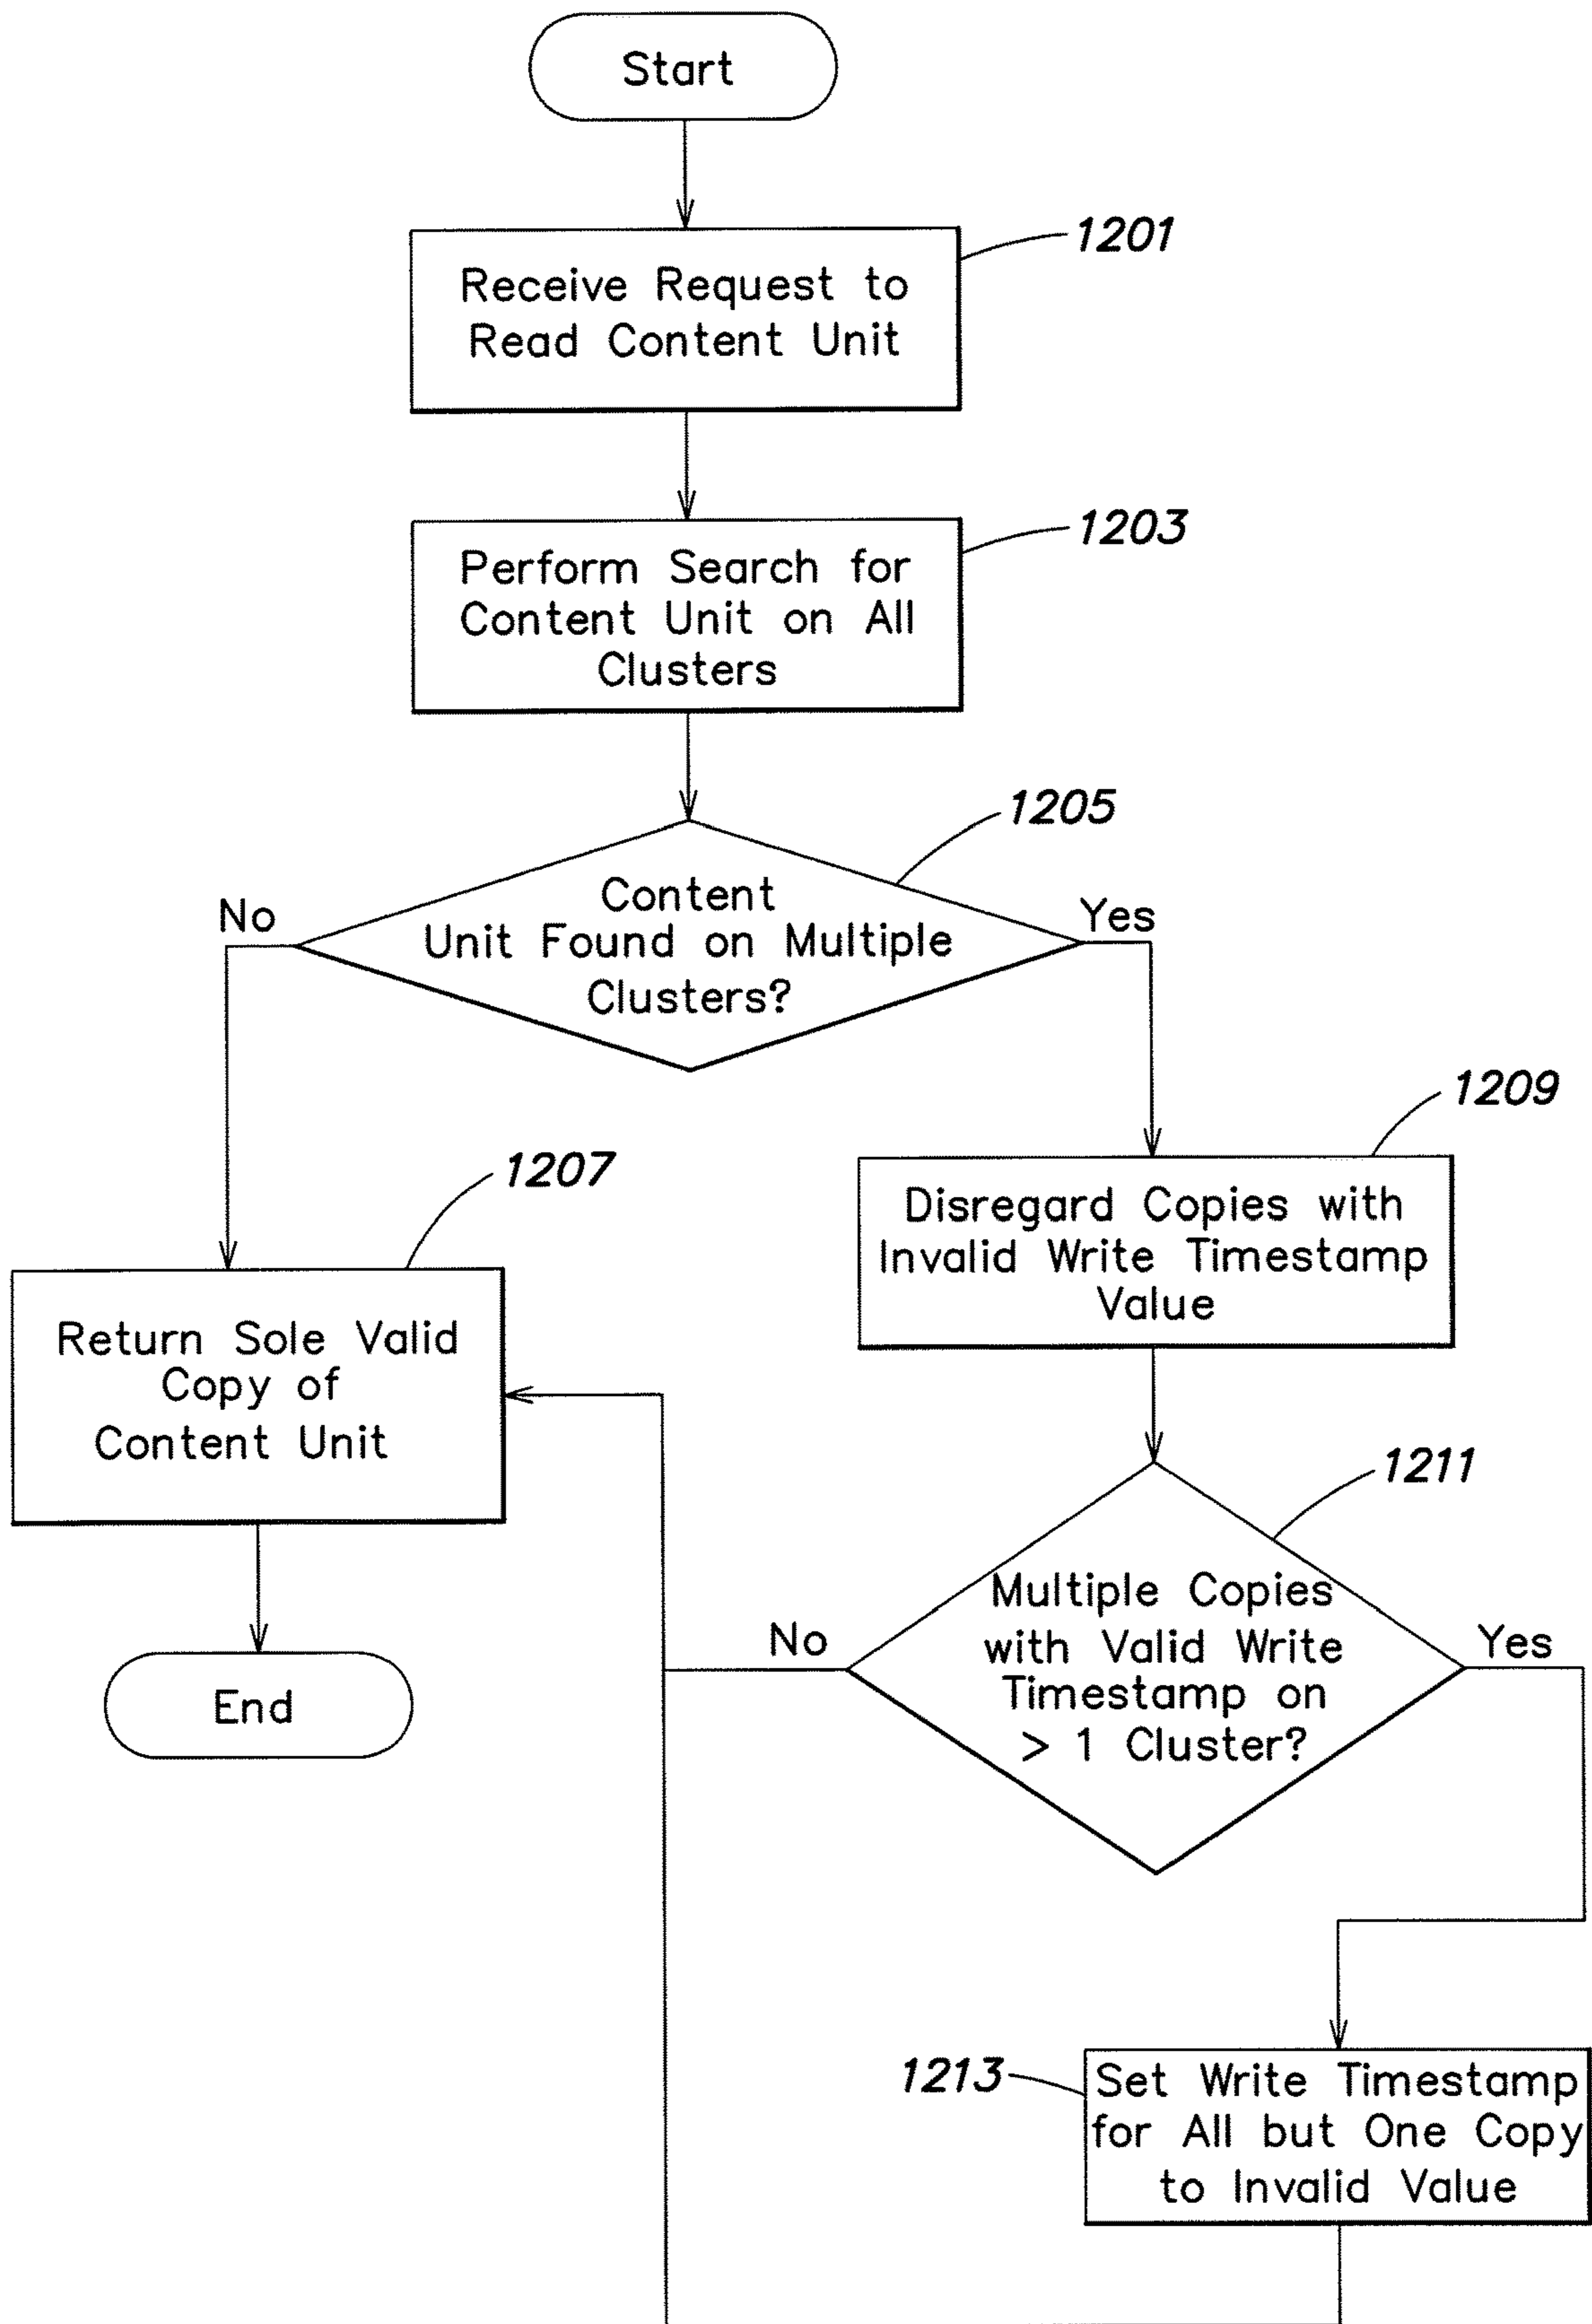 Start
1201
Receive Request to
Read Content Unit
1203
Perform Search for
Content Unit on All
Clusters
1205
Content
Unit Found on Multiple
Clusters?
No
Yes
1209
Disregard Copies with
Invalid Write Timestamp
Value
1207
Return Sole Valid
Copy of
Content Unit
End
1211
Multiple Copies
with Valid Write
Timestamp on
> 1 Cluster?
No
Yes
1213
Set Write Timestamp
for All but One Copy
to Invalid Value